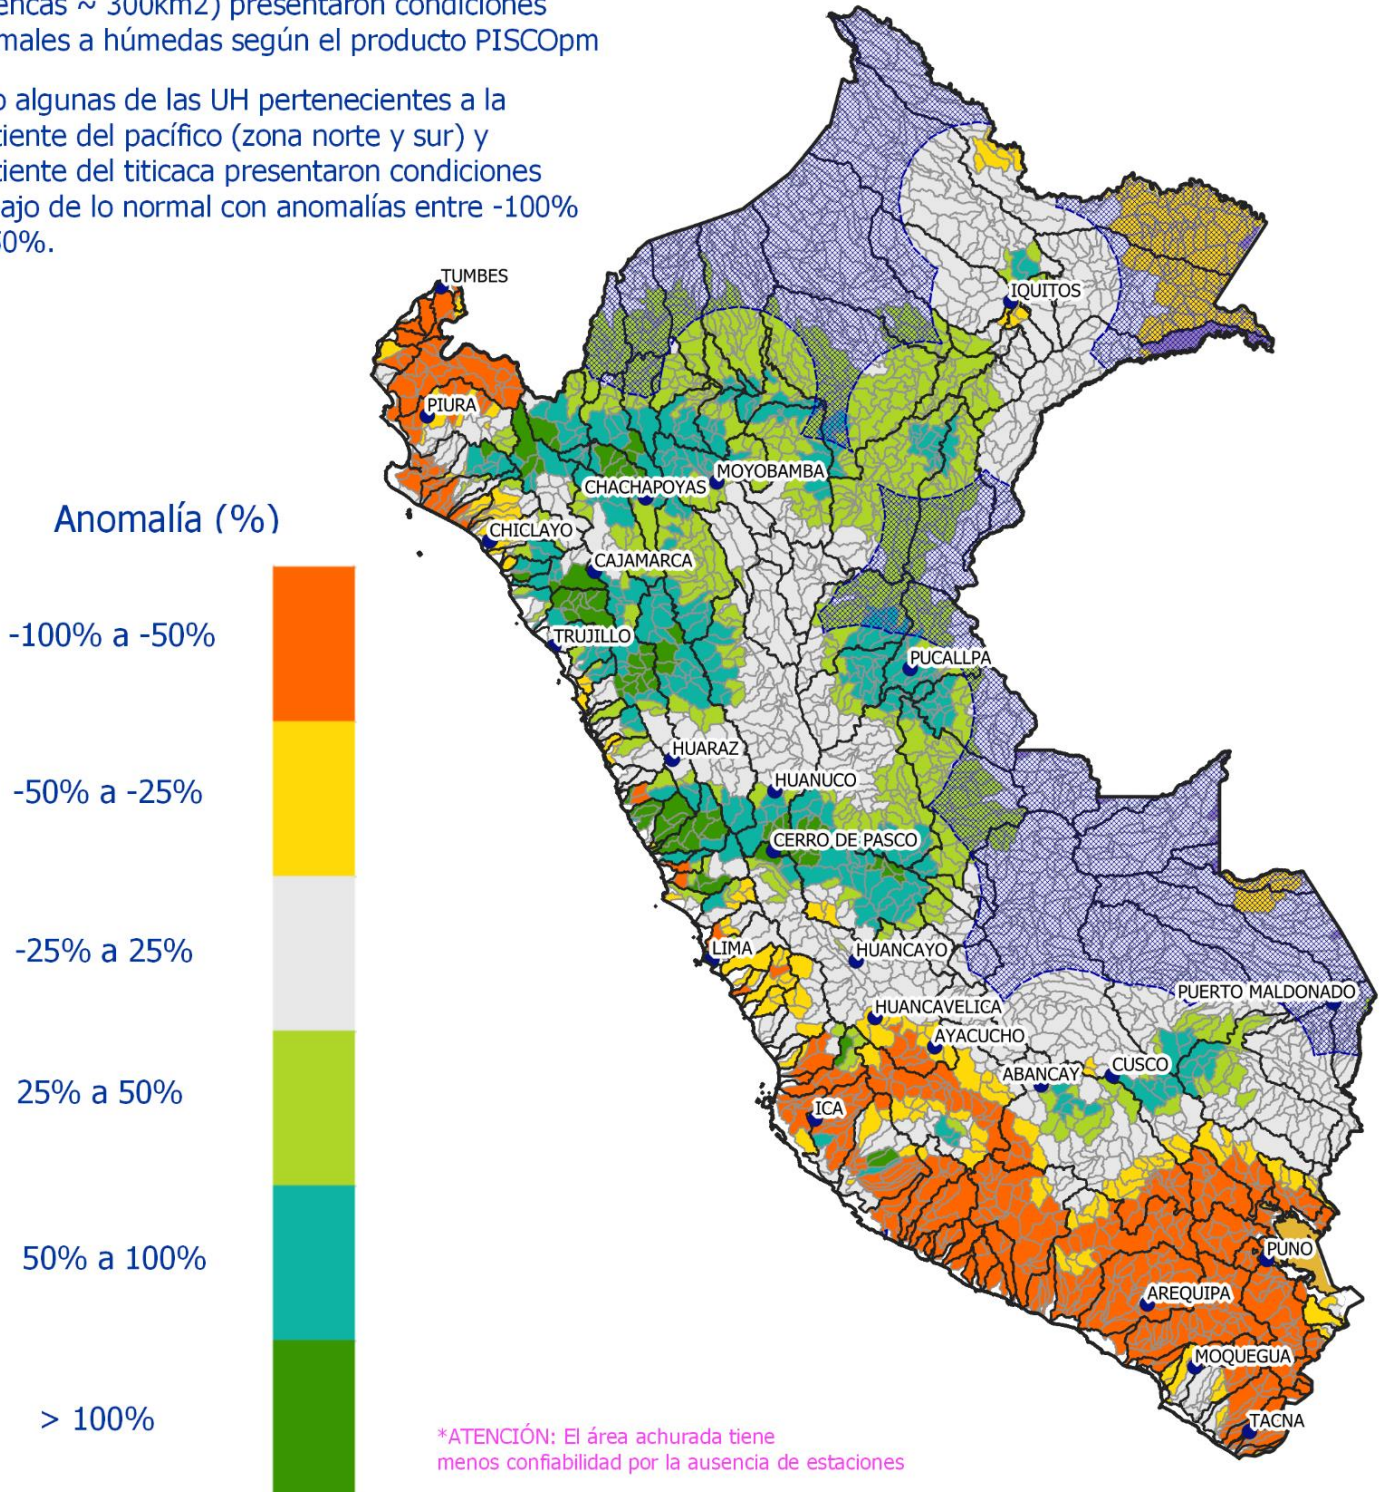 encas ~ 300km2) presentaron condiciones
males a húmedas según el producto PISCOpm
o algunas de las UH pertenecientes a la
tiente del pacífico (zona norte y sur) y
tiente del titicaca presentaron condiciones
ajo de lo normal con anomalías entre -100%
0%.
TUMBES
IQUITOS
PIURA
MOYOBAMBA
CHACHAPOYAS
Anomalía (%)
CHICLAYO
CAJAMARCA
-100% a -50%
TRUJILLO
PUCALLPA
HUARAZ
HUANUCO
-50% a -25%
CERRO DE PASCO
LIMA
HUANCAYO
-25% a 25%
PUERTO MALDONADO
HUANCAVELICA
AYACUCHO
ABANCAY
CUSCO
25% a 50%
ICA
PUNO
50% a 100%
AREQUIPA
MOQUEGUA
> 100%
TACNA
*ATENCIÓN: El área achurada tiene
menos confiabilidad por la ausencia de estaciones